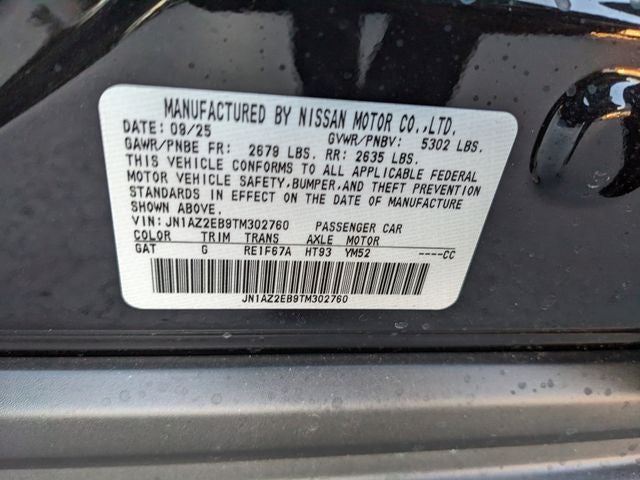 MANUFACTURED BY NISSAN MOTOR CO.,LTD.
DATE: 09/25 GVWR/PNBV: 5302 LBS.
GAWR/PNBE FR: 2679 LBS. RR: 2635 LBS.
THIS VEHICLE CONFORMS TO ALL APPLICABLE FEDERAL
MOTOR VEHICLE SAFETY,BUMPER,AND THEFT PREVENTION
STANDARDS IN EFFECT ON THE DATE OF MANUFACTURE
SHOWN ABOVE.
VIN:JN1AZ2EB9TM302760 PASSENGER CAR
COLOR TRIM TRANS AXLE MOTOR
GAT G RE1F67A HT93 YM52 ----CC
JN1AZ2EB9TM302760